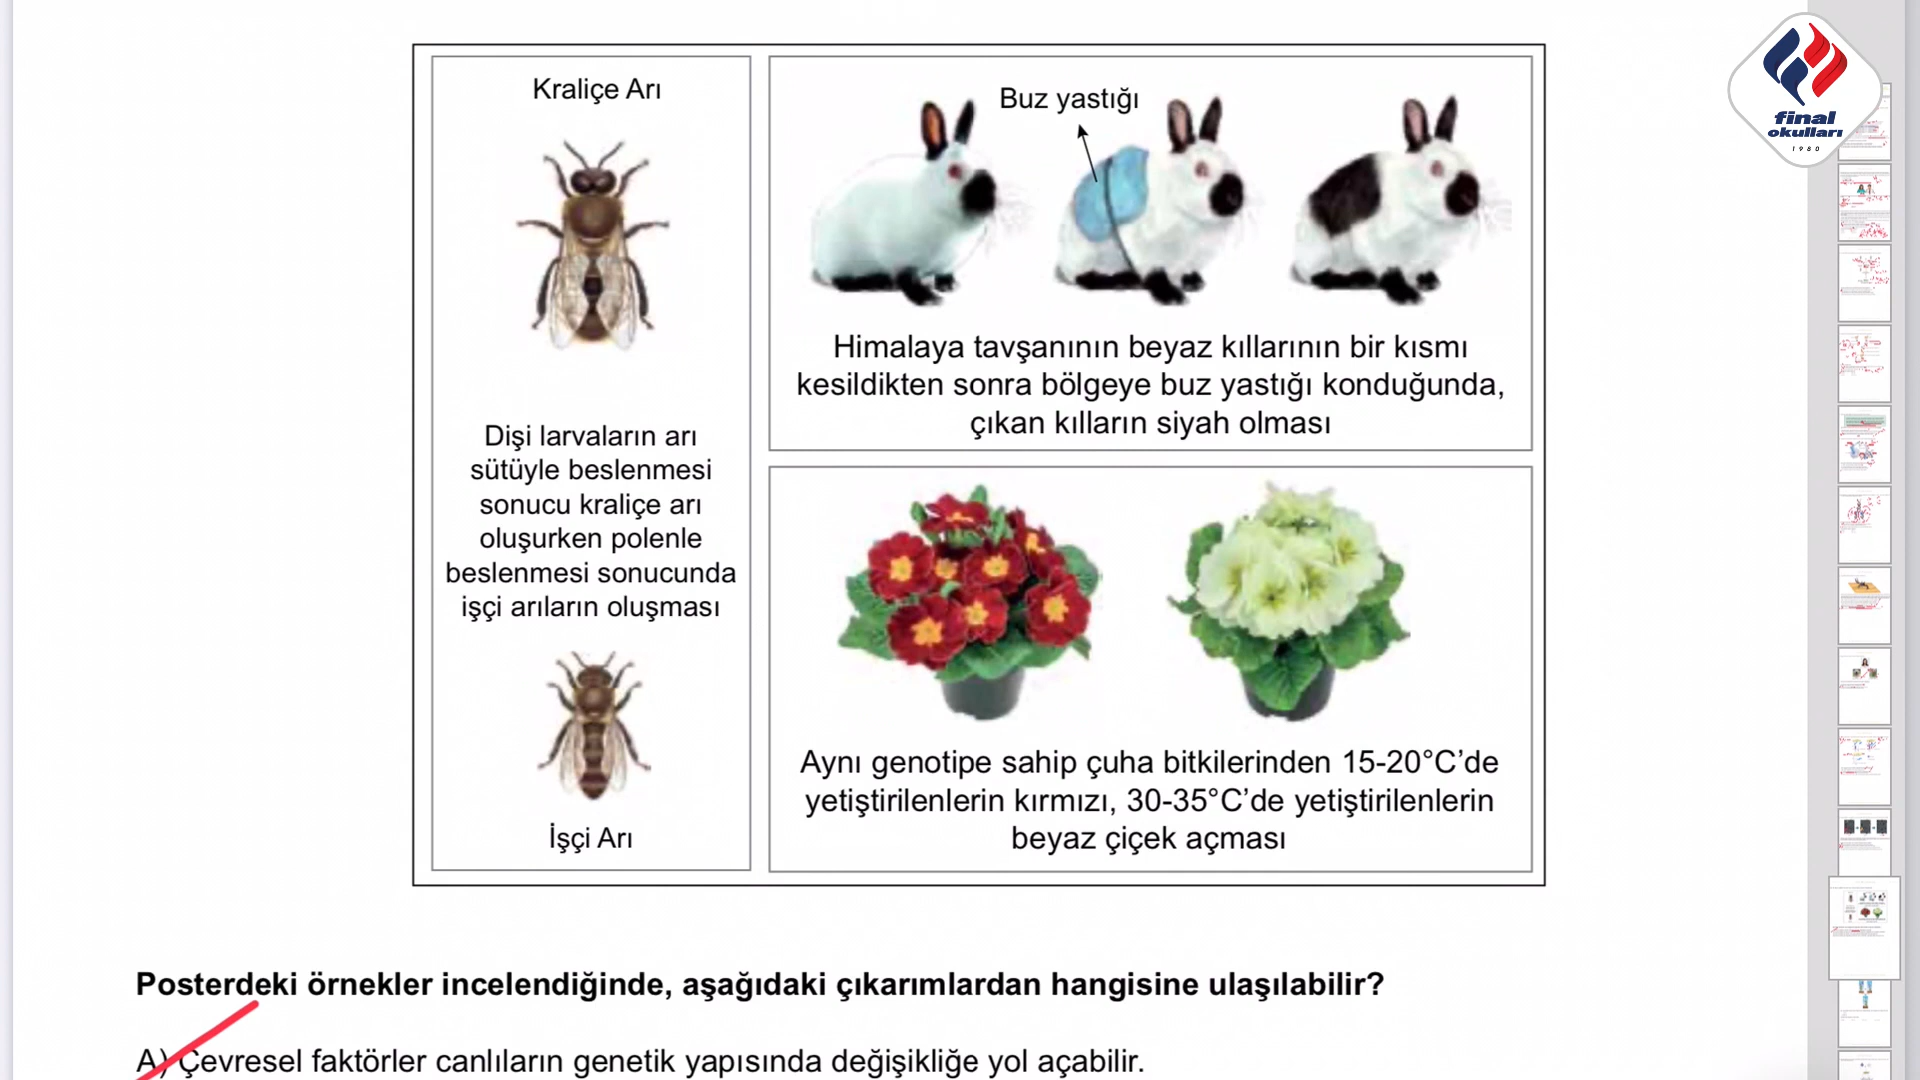 Kraliçe Arı
Dişi larvaların arı
sütüyle beslenmesi
sonucu kraliçe arı
oluşurken polenle
beslenmesi sonucunda
işçi arıların oluşması
İşçi Arı
Buz yastığı
Himalaya tavşanının beyaz kıllarının bir kısmı
kesildikten sonra bölgeye buz yastığı konduğunda,
çıkan kılların siyah olması
Aynı genotipe sahip çuha bitkilerinden 15-20°C’de
yetiştirilenlerin kırmızı, 30-35°C’de yetiştirilenlerin
beyaz çiçek açması
Posterdeki örnekler incelendiğinde, aşağıdaki çıkarımlardan hangisine ulaşılabilir?
A) Çevresel faktörler canlıların genetik yapısında değişikliğe yol açabilir.
final
okulları
1980